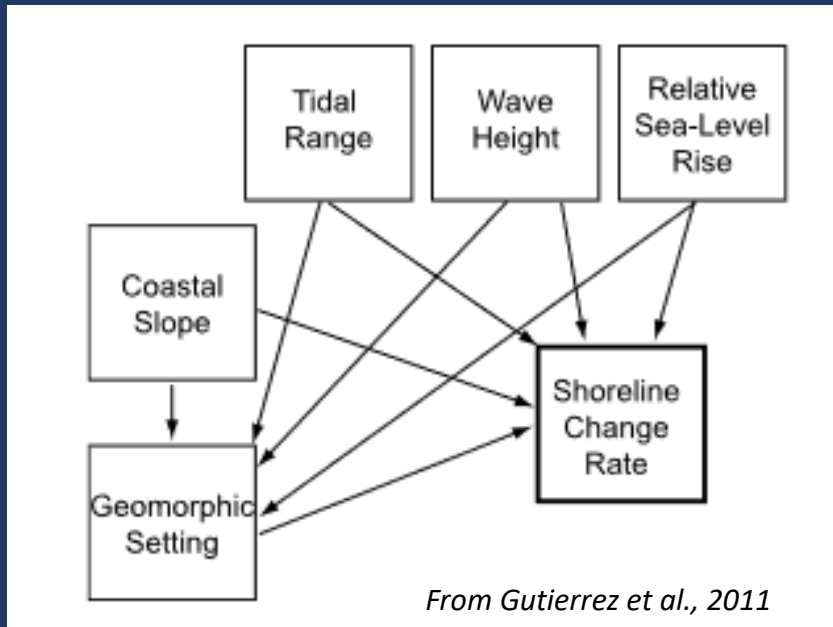 Tidal
Range
Wave
Height
Relative
Sea-Level
Rise
Coastal
Slope
Shoreline
Change
Rate
Geomorphic
Setting
From Gutierrez et al., 2011